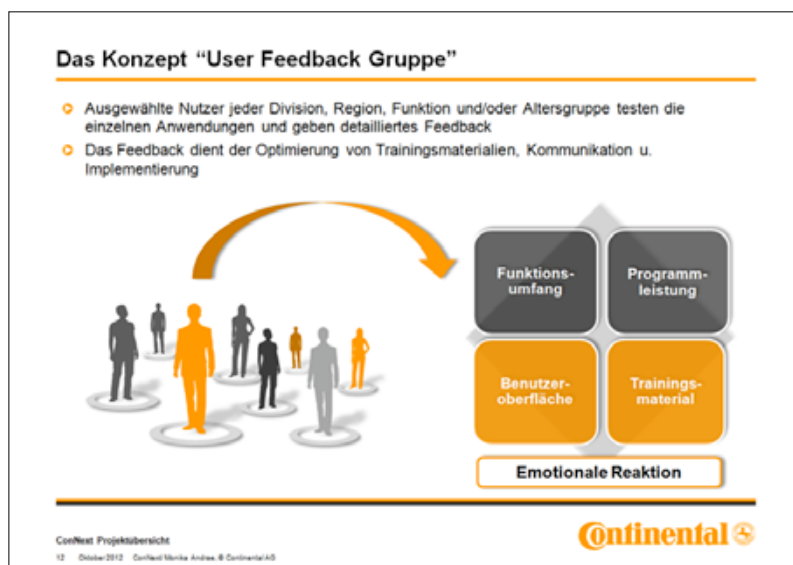 Das Konzept “User Feedback Gruppe”
Ausgewählte Nutzer jeder Division, Region, Funktion und/oder Altersgruppe testen die
einzelnen Anwendungen und geben detailliertes Feedback
Das Feedback dient der Optimierung von Trainingsmaterialien, Kommunikation u.
Implementierung
Funktions-
umfang
Programm-
leistung
Benutzer-
oberfläche
Trainings-
material
Emotionale Reaktion
ConNext Projektübersicht
12 Oktober 2012 ConNext/ Monika Andrae, © Continental AG
Continental